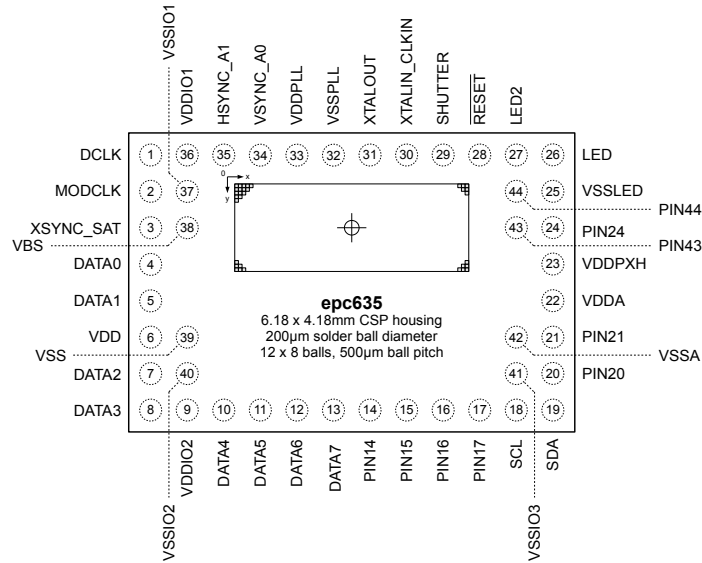 VSSIO1
VDDIO1
HSYNC_A1
VSYNC_A0
VDDPLL
VSSPLL
XTALOUT
XTALIN_CLKIN
SHUTTER
RESET
LED2
DCLK 1 36 35 34 33 32 31 30 29 28 27 26 LED
MODCLK 2 37 0 x y 44 25 VSSLED
PIN44
XSYNC_SAT 3 38 43 24 PIN24
VBS PIN43
DATA0 4 23 VDDPXH
DATA1 5 22 VDDA
epc635
6.18 x 4.18mm CSP housing
200µm solder ball diameter
12 x 8 balls, 500µm ball pitch
VDD 6 39 42 21 PIN21
VSS VSSA
DATA2 7 40 41 20 PIN20
DATA3 8 9 10 11 12 13 14 15 16 17 18 19
VDDIO2
DATA4
DATA5
DATA6
DATA7
PIN14
PIN15
PIN16
PIN17
SCL
SDA
VSSIO2
VSSIO3